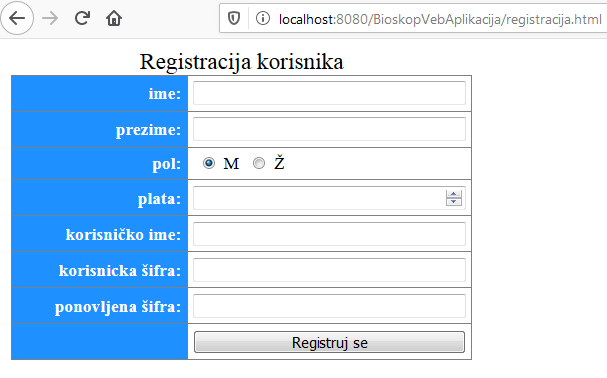 localhost:8080/BioskopVebAplikacija/registracija.html
Registracija korisnika
ime:
prezime:
pol: M Ž
plata:
korisničko ime:
korisnicka šifra:
ponovljena šifra:
Registruj se